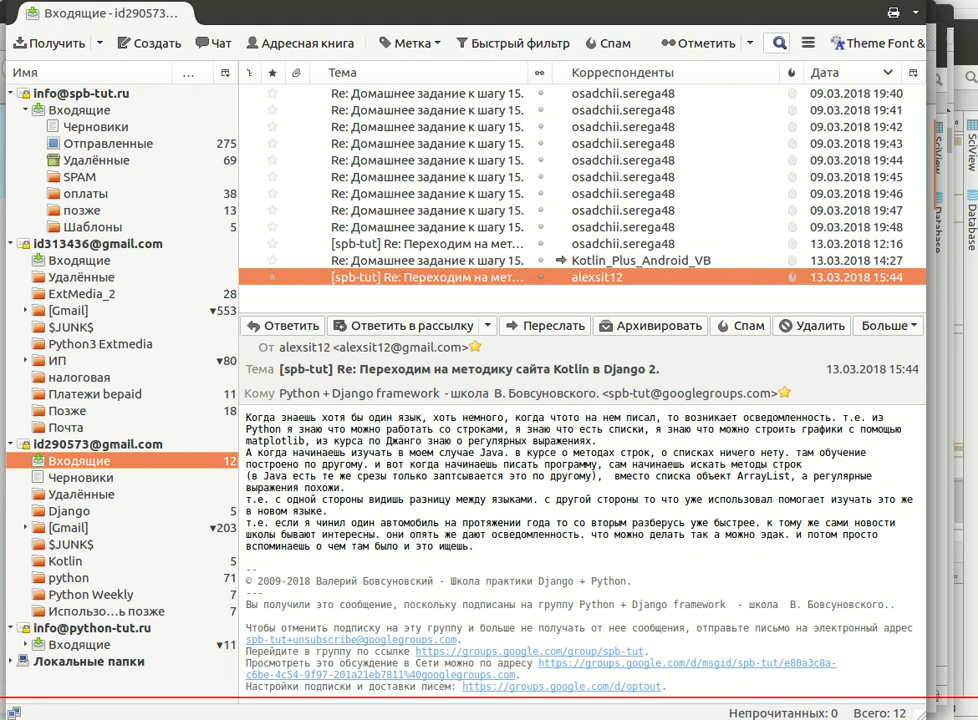 Входящие - id290573...
Получить
Создать
Чат
Адресная книга
Метка
Быстрый фильтр
Спам
Отметить
Theme Font &
Имя
...
Тема
Корреспонденты
Дата
info@spb-tut.ru
Входящие
Черновики
Отправленные 275
Удалённые 69
SPAM
оплаты 38
позже 13
Шаблоны 5
id313436@gmail.com
Входящие
Удалённые
ExtMedia_2 28
[Gmail] ▾553
$JUNK$
Python3 Extmedia
ИП ▾80
налоговая
Платежи bepaid 11
Позже 18
Почта
id290573@gmail.com
Входящие 12
Черновики
Удалённые
Django 5
[Gmail] ▾203
$JUNK$
Kotlin 5
python 71
Python Weekly 7
Использо...ь позже 7
info@python-tut.ru
Входящие ▾11
Локальные папки
Re: Домашнее задание к шагу 15. osadchii.serega48 09.03.2018 19:40
Re: Домашнее задание к шагу 15. osadchii.serega48 09.03.2018 19:41
Re: Домашнее задание к шагу 15. osadchii.serega48 09.03.2018 19:42
Re: Домашнее задание к шагу 15. osadchii.serega48 09.03.2018 19:43
Re: Домашнее задание к шагу 15. osadchii.serega48 09.03.2018 19:44
Re: Домашнее задание к шагу 15. osadchii.serega48 09.03.2018 19:45
Re: Домашнее задание к шагу 15. osadchii.serega48 09.03.2018 19:46
Re: Домашнее задание к шагу 15. osadchii.serega48 09.03.2018 19:47
Re: Домашнее задание к шагу 15. osadchii.serega48 09.03.2018 19:48
[spb-tut] Re: Переходим на мет... osadchii.serega48 13.03.2018 12:16
Re: Домашнее задание к шагу 15. Kotlin_Plus_Android_VB 13.03.2018 14:27
[spb-tut] Re: Переходим на мет... alexsit12 13.03.2018 15:44
Ответить
Ответить в рассылку
Переслать
Архивировать
Спам
Удалить
Больше
От alexsit12 <alexsit12@gmail.com>
Тема [spb-tut] Re: Переходим на методику сайта Kotlin в Django 2. 13.03.2018 15:44
Кому Python + Django framework - школа В. Бовсуновского. <spb-tut@googlegroups.com>
Когда знаешь хотя бы один язык, хоть немного, когда чтото на нем писал, то возникает осведомленность. т.е. из
Python я знаю что можно работать со строками, я знаю что есть списки, я знаю что можно строить графики с помощью
matplotlib, из курса по Джанго знаю о регулярных выражениях.
А когда начинаешь изучать в моем случае Java. в курсе о методах строк, о списках ничего нету. там обучение
построено по другому. и вот когда начинаешь писать программу, сам начинаешь искать методы строк
(в Java есть те же срезы только заптсывается это по другому), вместо списка объект ArrayList, а регулярные
выражения похожи.
т.е. с одной стороны видишь разницу между языками. с другой стороны то что уже использовал помогает изучать это же
в новом языке.
т.е. если я чинил один автомобиль на протяжении года то со вторым разберусь уже быстрее. к тому же сами новости
школы бывают интересны. они опять же дают осведомленность. что можно делать так а можно эдак. и потом просто
вспоминаешь о чем там было и это ищешь.
--
© 2009-2018 Валерий Бовсуновский - Школа практики Django + Python.
---
Вы получили это сообщение, поскольку подписаны на группу Python + Django framework - школа В. Бовсуновского..
Чтобы отменить подписку на эту группу и больше не получать от нее сообщения, отправьте письмо на электронный адрес
spb-tut+unsubscribe@googlegroups.com.
Перейдите в группу по ссылке https://groups.google.com/group/spb-tut.
Просмотреть это обсуждение в Сети можно по адресу https://groups.google.com/d/msgid/spb-tut/e80a3c8a-
c6be-4c54-9f97-201a21eb7811%40googlegroups.com.
Настройки подписки и доставки писем: https://groups.google.com/d/optout.
Непрочитанных: 0 Всего: 12
SciView
Database
SciView
Database